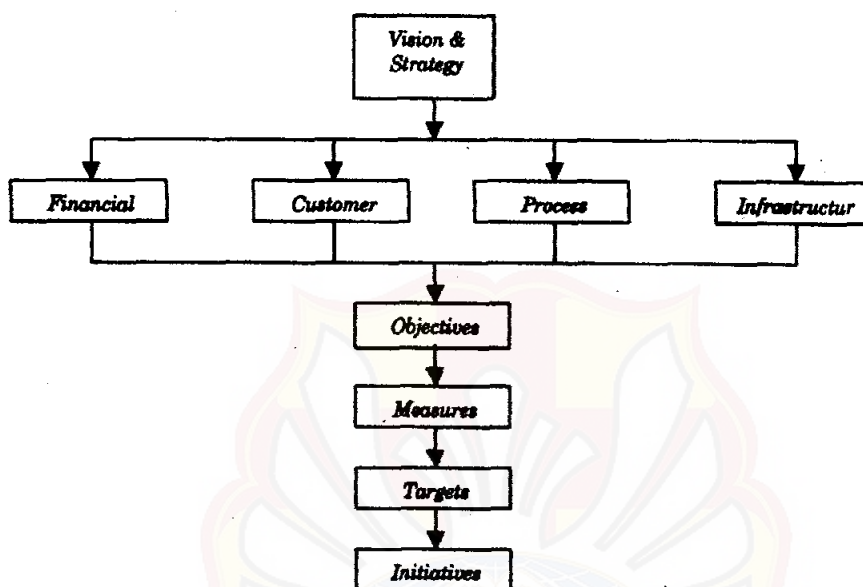 Vision &
Strategy
Financial
Customer
Process
Infrastructur
Objectives
Measures
Targets
Initiatives